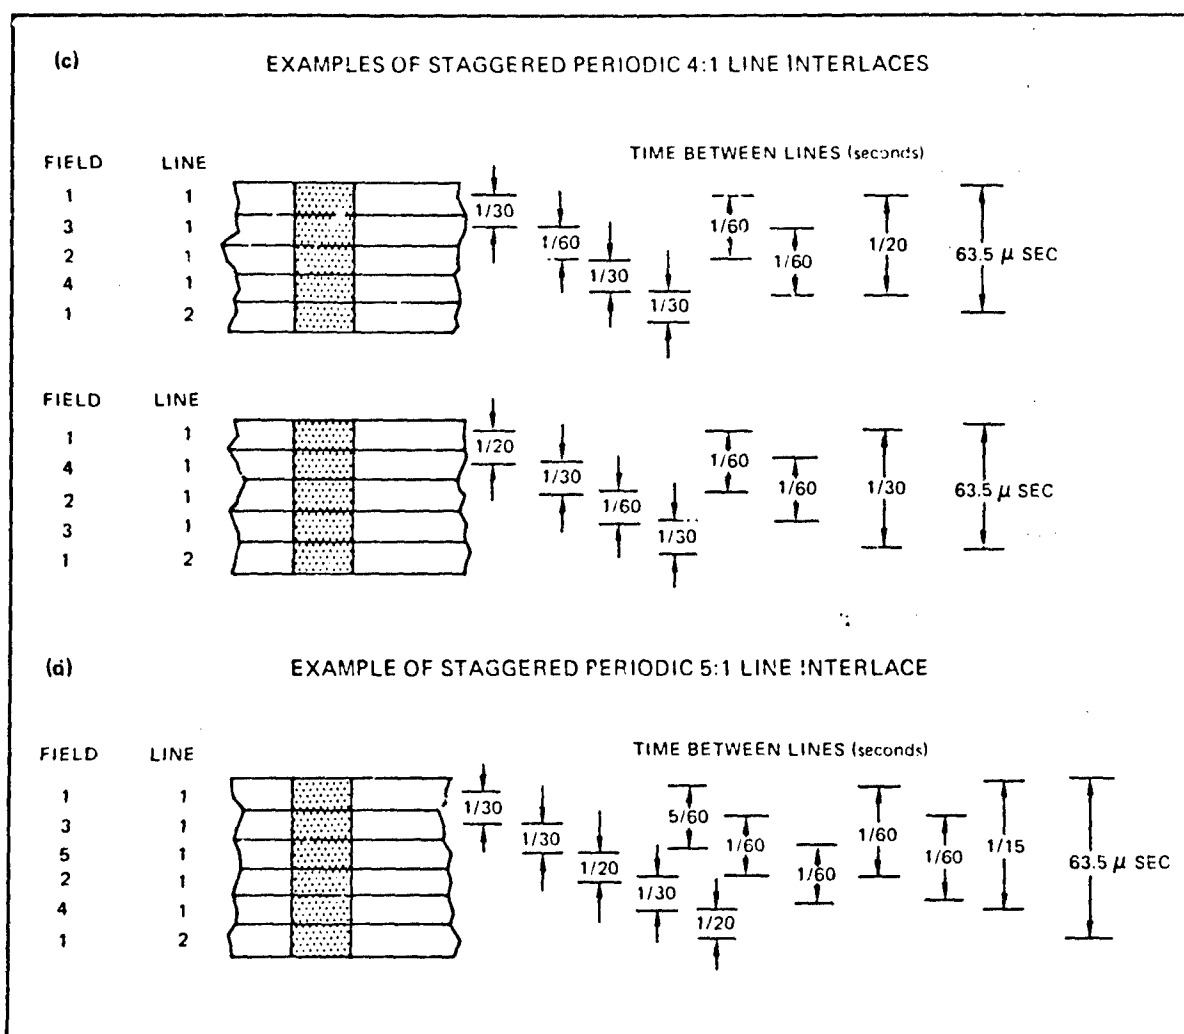 (c) EXAMPLES OF STAGGERED PERIODIC 4:1 LINE INTERLACES
TIME BETWEEN LINES (seconds)
FIELD LINE
1 1
3 1
2 1
4 1
1 2
1/30 1/60 1/30 1/30 1/60 1/60 1/20 63.5 μ SEC
FIELD LINE
1 1
4 1
2 1
3 1
1 2
1/20 1/30 1/60 1/30 1/60 1/60 1/30 63.5 μ SEC
(d) EXAMPLE OF STAGGERED PERIODIC 5:1 LINE INTERLACE
TIME BETWEEN LINES (seconds)
FIELD LINE
1 1
3 1
5 1
2 1
4 1
1 2
1/30 1/30 1/20 1/30 1/20 5/60 1/60 1/60 1/60 1/60 1/15 63.5 μ SEC